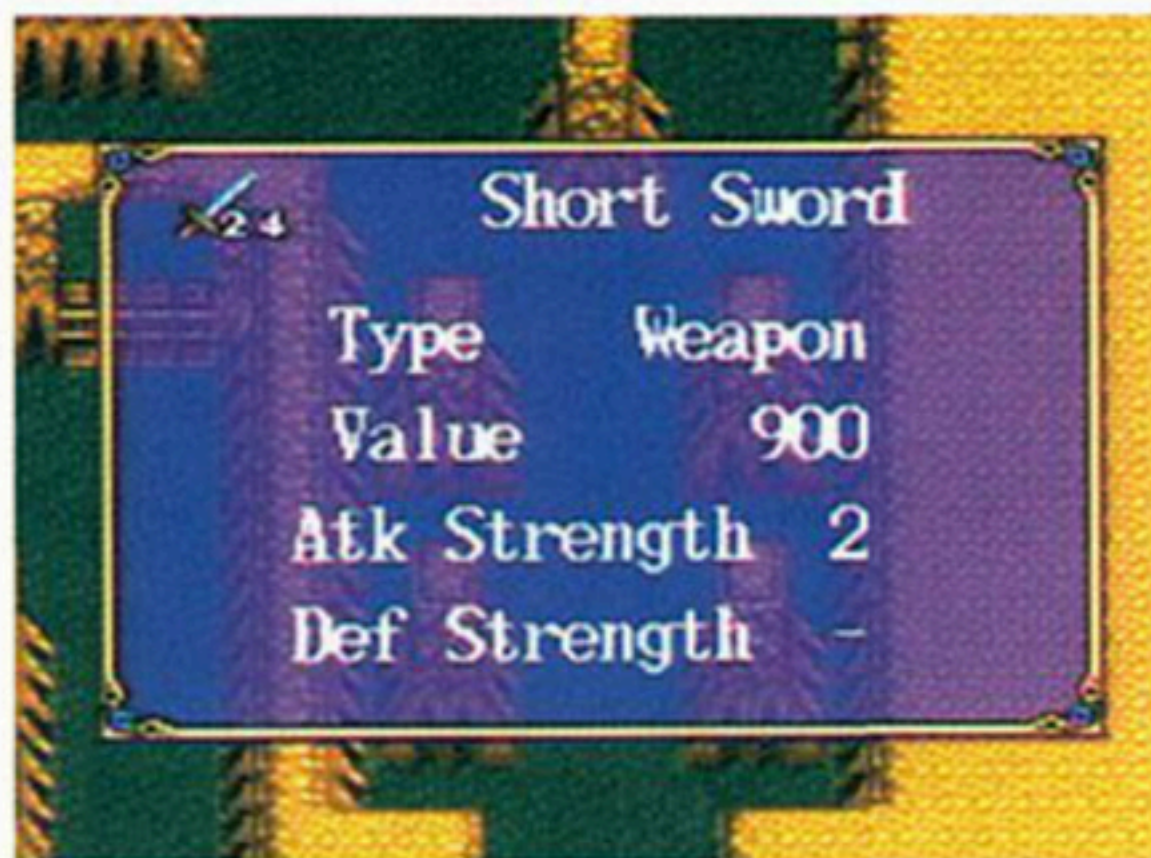 24
Short Sword
Type Weapon
Value 900
Atk Strength 2
Def Strength -